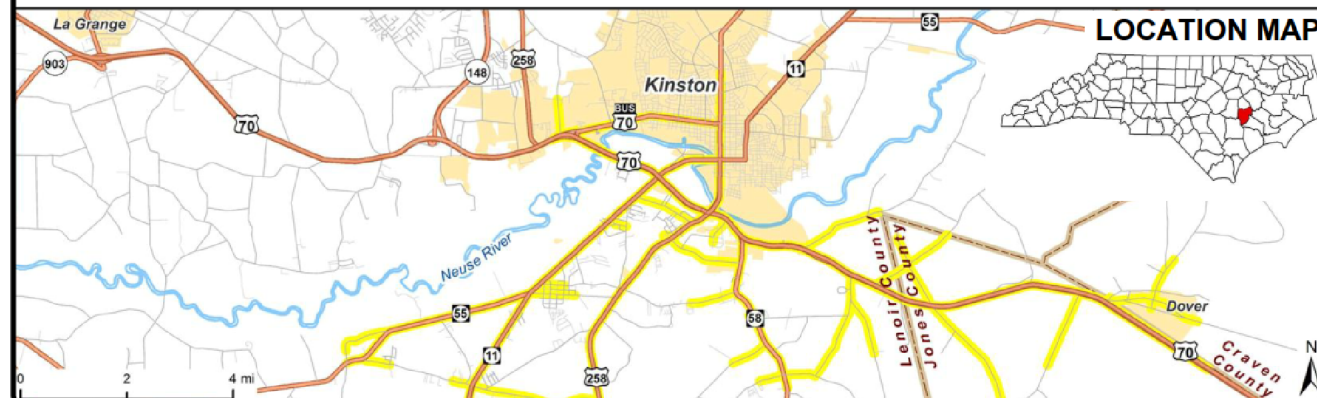 La Grange
LOCATION MAP
55
903
258
148
11
Kinston
BUS
70
70
70
Neuse River
Lenoir County
Jones County
Dover
55
58
11
258
70
Craven
County
N
0 2 4 mi